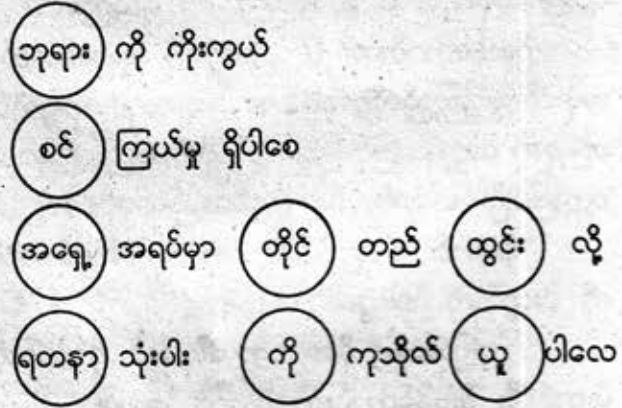 ဘုရား ကို ကိုးကွယ်
စင် ကြယ်မှု ရှိပါစေ
အရှေ့ အရပ်မှာ တိုင် တည် ထွင်း လို့
ရတနာ သုံးပါး ကို ကုသိုလ် ယူ ပါလေ